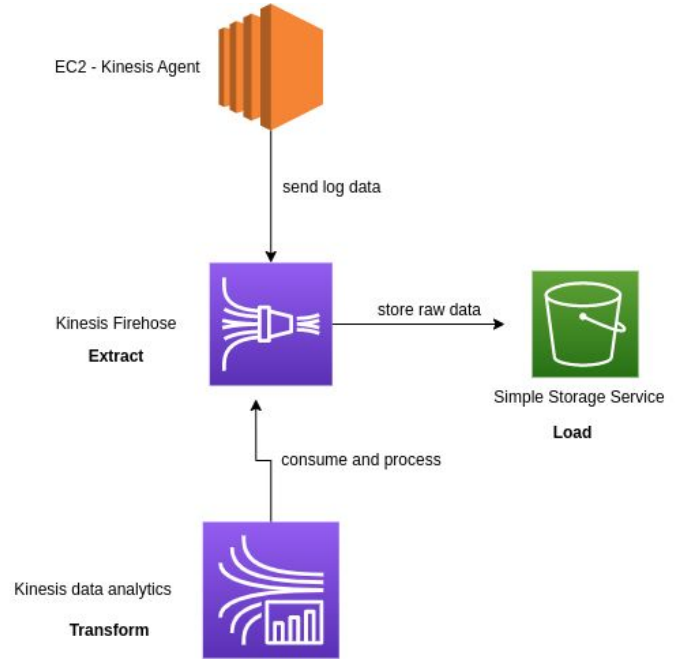 EC2 - Kinesis Agent
send log data
Kinesis Firehose
Extract
store raw data
Simple Storage Service
Load
consume and process
Kinesis data analytics
Transform